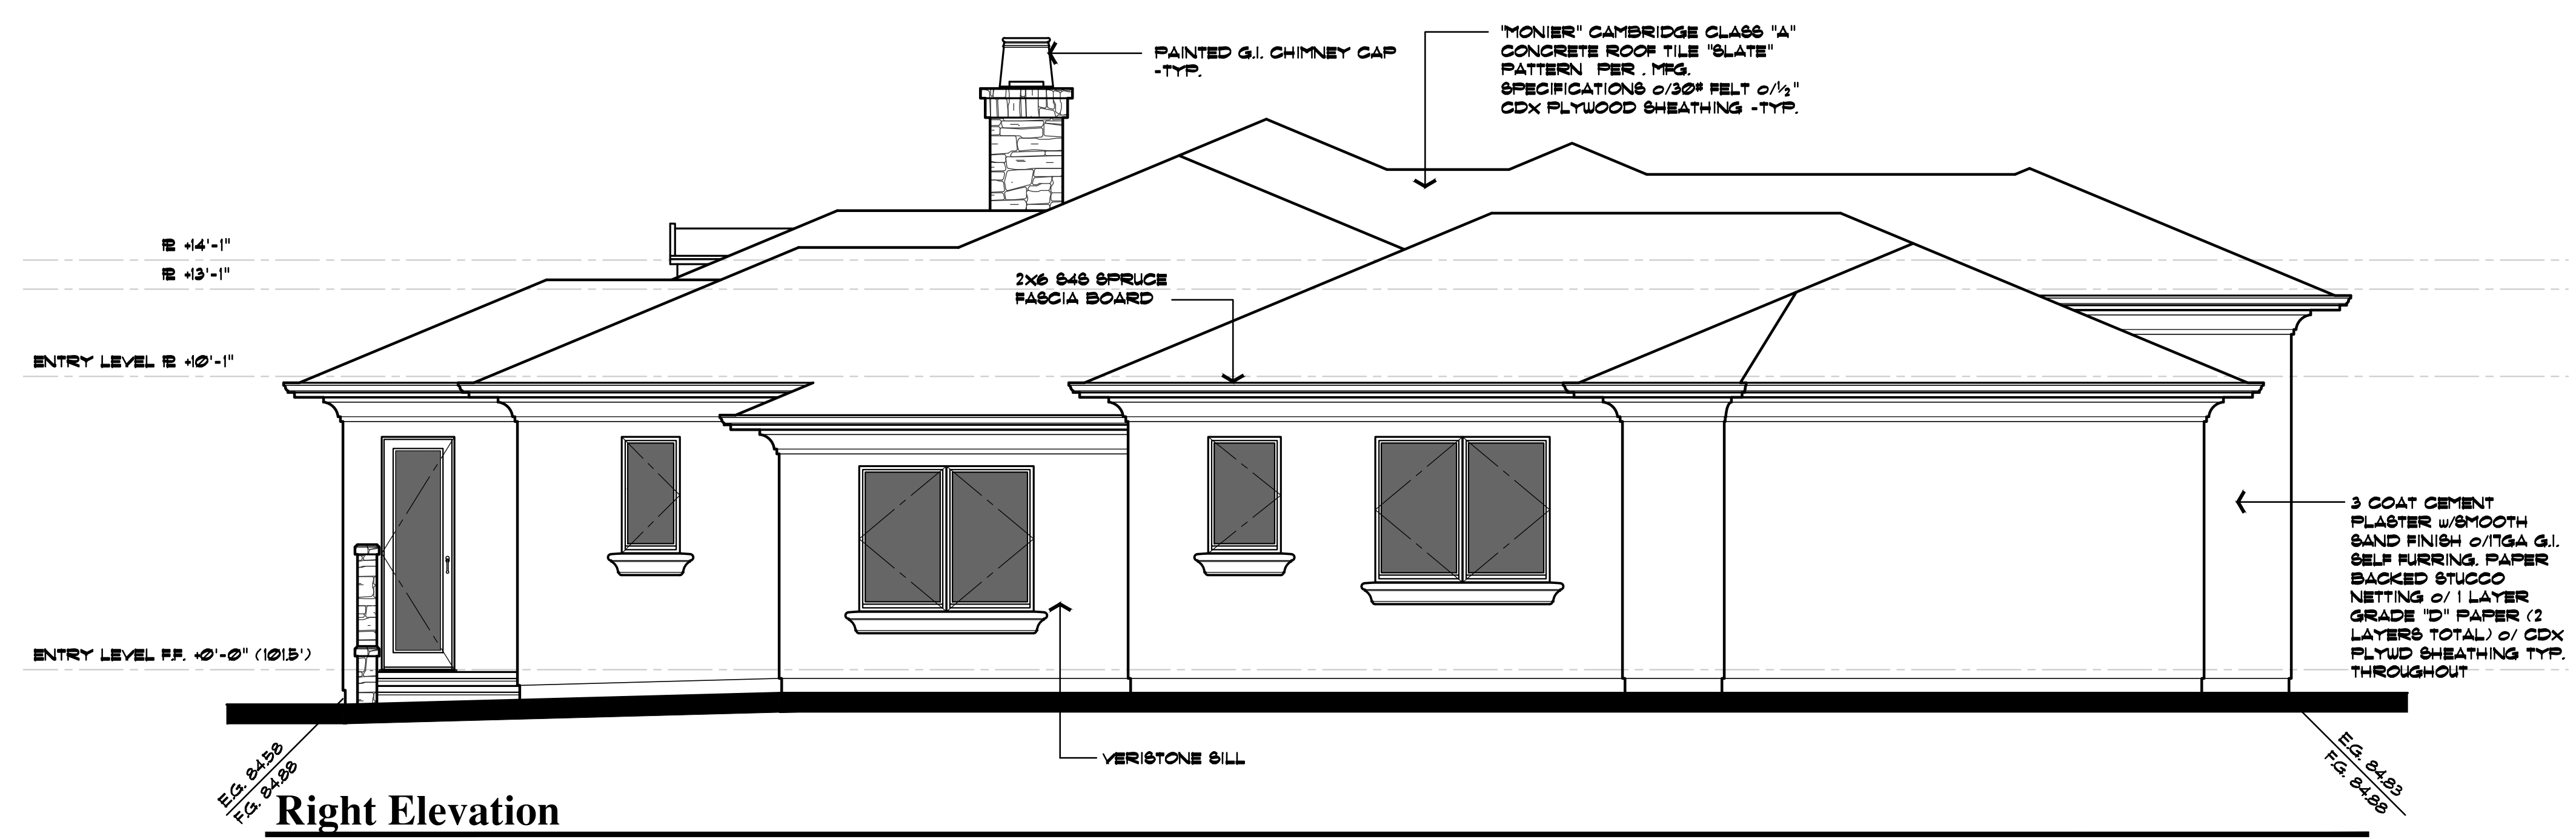 PAINTED G.I. CHIMNEY CAP
-TYP.
"MONIER" CAMBRIDGE CLASS "A"
CONCRETE ROOF TILE "SLATE"
PATTERN PER . MFG.
SPECIFICATIONS o/30# FELT o/½"
CDX PLYWOOD SHEATHING -TYP.
PL +14'-1"
PL +13'-1"
2X6 S4S SPRUCE
FASCIA BOARD
ENTRY LEVEL PL +10'-1"
3 COAT CEMENT
PLASTER w/SMOOTH
SAND FINISH o/17GA G.I.
SELF FURRING, PAPER
BACKED STUCCO
NETTING o/ 1 LAYER
GRADE "D" PAPER (2
LAYERS TOTAL) o/ CDX
PLYWD SHEATHING TYP.
THROUGHOUT
ENTRY LEVEL F.F. +0'-0" (101.5')
VERISTONE SILL
E.G. 84.58
F.G. 84.88
E.G. 84.83
F.G. 84.88
Right Elevation